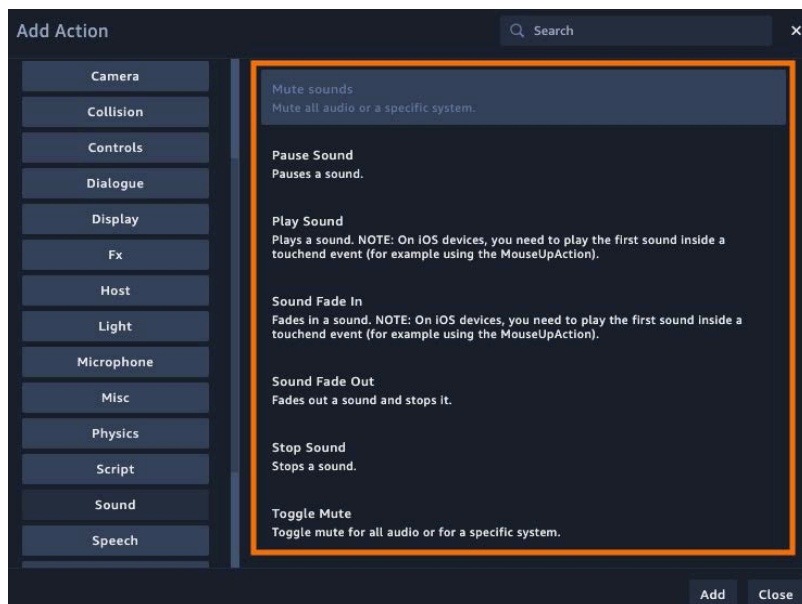 Add Action
Search
×
Camera
Collision
Controls
Dialogue
Display
Fx
Host
Light
Microphone
Misc
Physics
Script
Sound
Speech
Mute sounds
Mute all audio or a specific system.
Pause Sound
Pauses a sound.
Play Sound
Plays a sound. NOTE: On iOS devices, you need to play the first sound inside a
touchend event (for example using the MouseUpAction).
Sound Fade In
Fades in a sound. NOTE: On iOS devices, you need to play the first sound inside a
touchend event (for example using the MouseUpAction).
Sound Fade Out
Fades out a sound and stops it.
Stop Sound
Stops a sound.
Toggle Mute
Toggle mute for all audio or for a specific system.
Add
Close